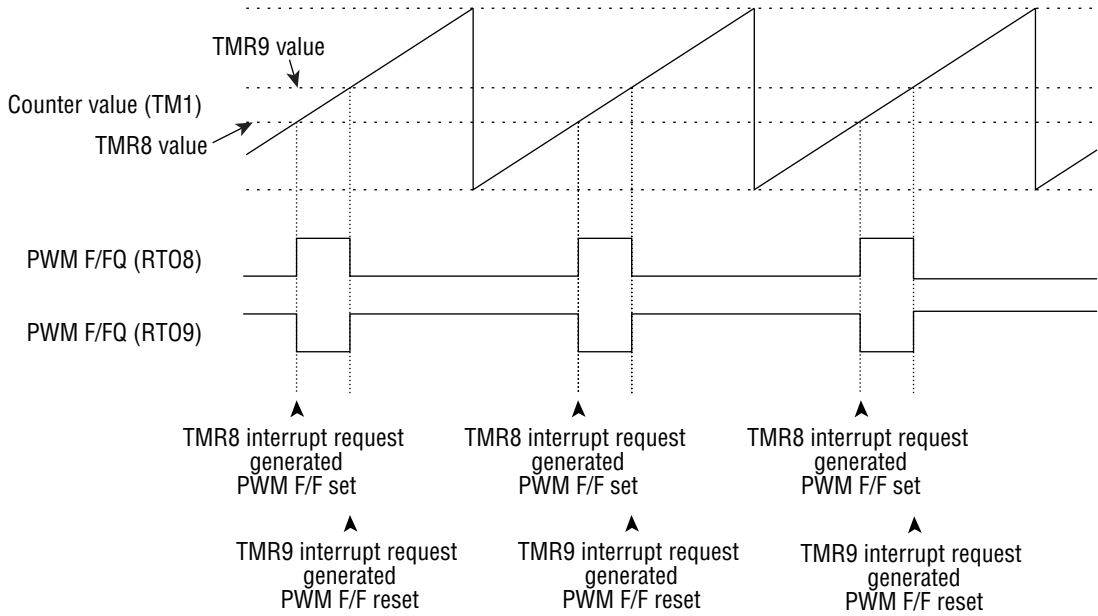 TMR9 value
Counter value (TM1)
TMR8 value
PWM F/FQ (RTO8)
PWM F/FQ (RTO9)
TMR8 interrupt request
generated
PWM F/F set
TMR8 interrupt request
generated
PWM F/F set
TMR8 interrupt request
generated
PWM F/F set
TMR9 interrupt request
generated
PWM F/F reset
TMR9 interrupt request
generated
PWM F/F reset
TMR9 interrupt request
generated
PWM F/F reset